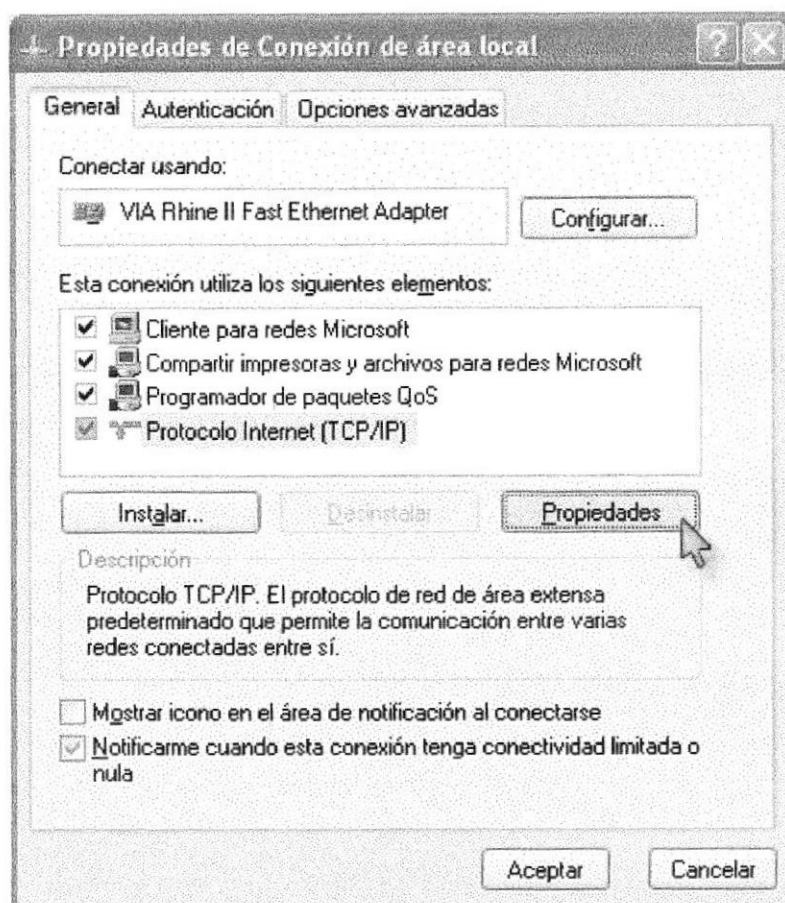 Propiedades de Conexión de área local
General Autenticación Opciones avanzadas
Conectar usando:
VIA Rhine II Fast Ethernet Adapter Configurar...
Esta conexión utiliza los siguientes elementos:
Cliente para redes Microsoft
Compartir impresoras y archivos para redes Microsoft
Programador de paquetes QoS
Protocolo Internet (TCP/IP)
Instalar... Desinstalar Propiedades
Descripción
Protocolo TCP/IP. El protocolo de red de área extensa
predeterminado que permite la comunicación entre varias
redes conectadas entre sí.
Mostrar icono en el área de notificación al conectarse
Notificarme cuando esta conexión tenga conectividad limitada o
nula
Aceptar Cancelar